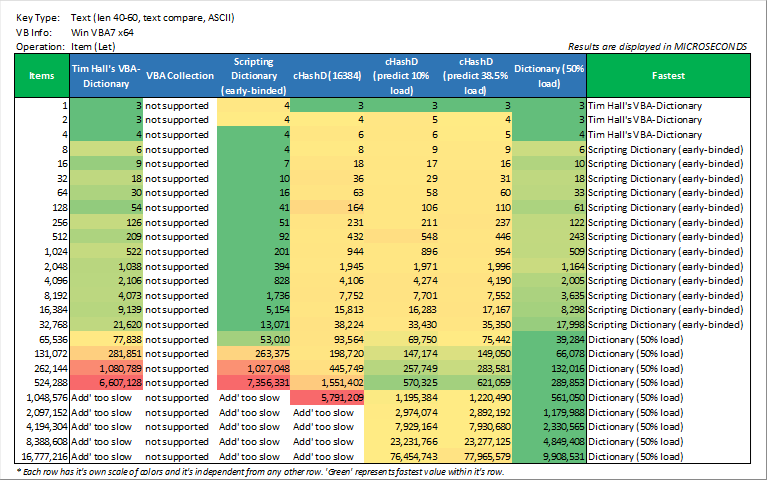 Key Type: Text (len 40-60, text compare, ASCII)
VB Info: Win VBA7 x64
Operation: Item (Let)
Results are displayed in MICROSECONDS
Items Tim Hall's VBA-Dictionary VBA Collection Scripting Dictionary (early-binded) cHashD (16384) cHashD (predict 10% load) cHashD (predict 38.5% load) Dictionary (50% load) Fastest
1 3 not supported 4 3 3 3 3 Tim Hall's VBA-Dictionary
2 3 not supported 4 4 5 4 3 Tim Hall's VBA-Dictionary
4 4 not supported 4 6 6 5 4 Tim Hall's VBA-Dictionary
8 6 not supported 4 8 9 9 6 Scripting Dictionary (early-binded)
16 9 not supported 7 18 17 16 10 Scripting Dictionary (early-binded)
32 18 not supported 10 36 29 31 18 Scripting Dictionary (early-binded)
64 30 not supported 16 63 58 60 33 Scripting Dictionary (early-binded)
128 54 not supported 41 164 106 110 61 Scripting Dictionary (early-binded)
256 126 not supported 51 231 211 237 122 Scripting Dictionary (early-binded)
512 209 not supported 92 432 548 446 243 Scripting Dictionary (early-binded)
1,024 522 not supported 201 944 896 954 509 Scripting Dictionary (early-binded)
2,048 1,038 not supported 394 1,945 1,971 1,996 1,164 Scripting Dictionary (early-binded)
4,096 2,106 not supported 828 4,106 4,274 4,190 2,005 Scripting Dictionary (early-binded)
8,192 4,073 not supported 1,736 7,752 7,701 7,552 3,635 Scripting Dictionary (early-binded)
16,384 9,139 not supported 5,154 15,813 16,283 17,167 8,298 Scripting Dictionary (early-binded)
32,768 21,620 not supported 13,071 38,224 33,430 35,350 17,998 Scripting Dictionary (early-binded)
65,536 77,838 not supported 53,010 93,564 69,750 75,442 39,284 Dictionary (50% load)
131,072 281,851 not supported 263,375 198,720 147,174 149,050 66,078 Dictionary (50% load)
262,144 1,080,789 not supported 1,027,048 445,749 257,749 283,581 132,016 Dictionary (50% load)
524,288 6,607,128 not supported 7,356,331 1,551,402 570,325 621,059 289,853 Dictionary (50% load)
1,048,576 Add' too slow not supported Add' too slow 5,791,209 1,195,384 1,220,490 561,050 Dictionary (50% load)
2,097,152 Add' too slow not supported Add' too slow Add' too slow 2,974,074 2,892,192 1,179,988 Dictionary (50% load)
4,194,304 Add' too slow not supported Add' too slow Add' too slow 7,929,164 7,930,680 2,330,565 Dictionary (50% load)
8,388,608 Add' too slow not supported Add' too slow Add' too slow 23,231,766 23,277,125 4,849,408 Dictionary (50% load)
16,777,216 Add' too slow not supported Add' too slow Add' too slow 76,454,743 77,965,579 9,908,531 Dictionary (50% load)
* Each row has it's own scale of colors and it's independent from any other row. 'Green' represents fastest value within it's row.